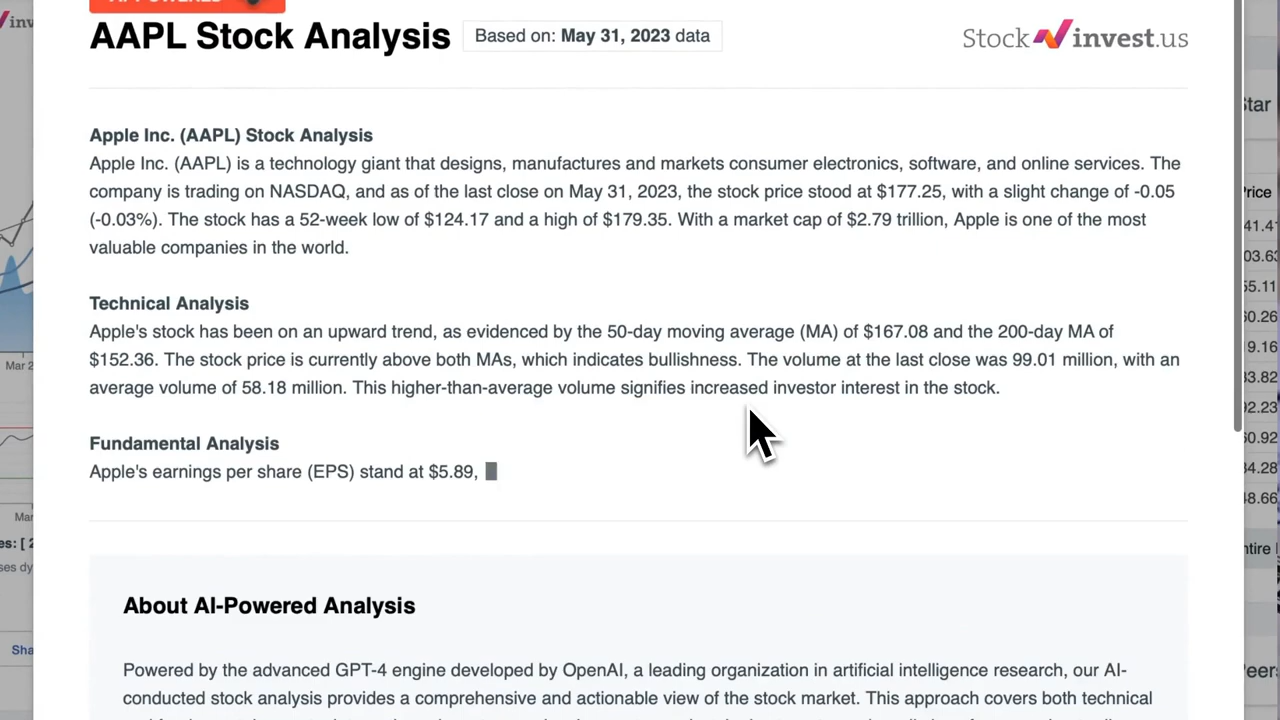 AAPL Stock Analysis
Based on: May 31, 2023 data
Stock invest.us
Apple Inc. (AAPL) Stock Analysis
Apple Inc. (AAPL) is a technology giant that designs, manufactures and markets consumer electronics, software, and online services. The
company is trading on NASDAQ, and as of the last close on May 31, 2023, the stock price stood at $177.25, with a slight change of -0.05
(-0.03%). The stock has a 52-week low of $124.17 and a high of $179.35. With a market cap of $2.79 trillion, Apple is one of the most
valuable companies in the world.
Technical Analysis
Apple's stock has been on an upward trend, as evidenced by the 50-day moving average (MA) of $167.08 and the 200-day MA of
$152.36. The stock price is currently above both MAs, which indicates bullishness. The volume at the last close was 99.01 million, with an
average volume of 58.18 million. This higher-than-average volume signifies increased investor interest in the stock.
Fundamental Analysis
Apple's earnings per share (EPS) stand at $5.89,
About AI-Powered Analysis
Powered by the advanced GPT-4 engine developed by OpenAI, a leading organization in artificial intelligence research, our AI-
conducted stock analysis provides a comprehensive and actionable view of the stock market. This approach covers both technical